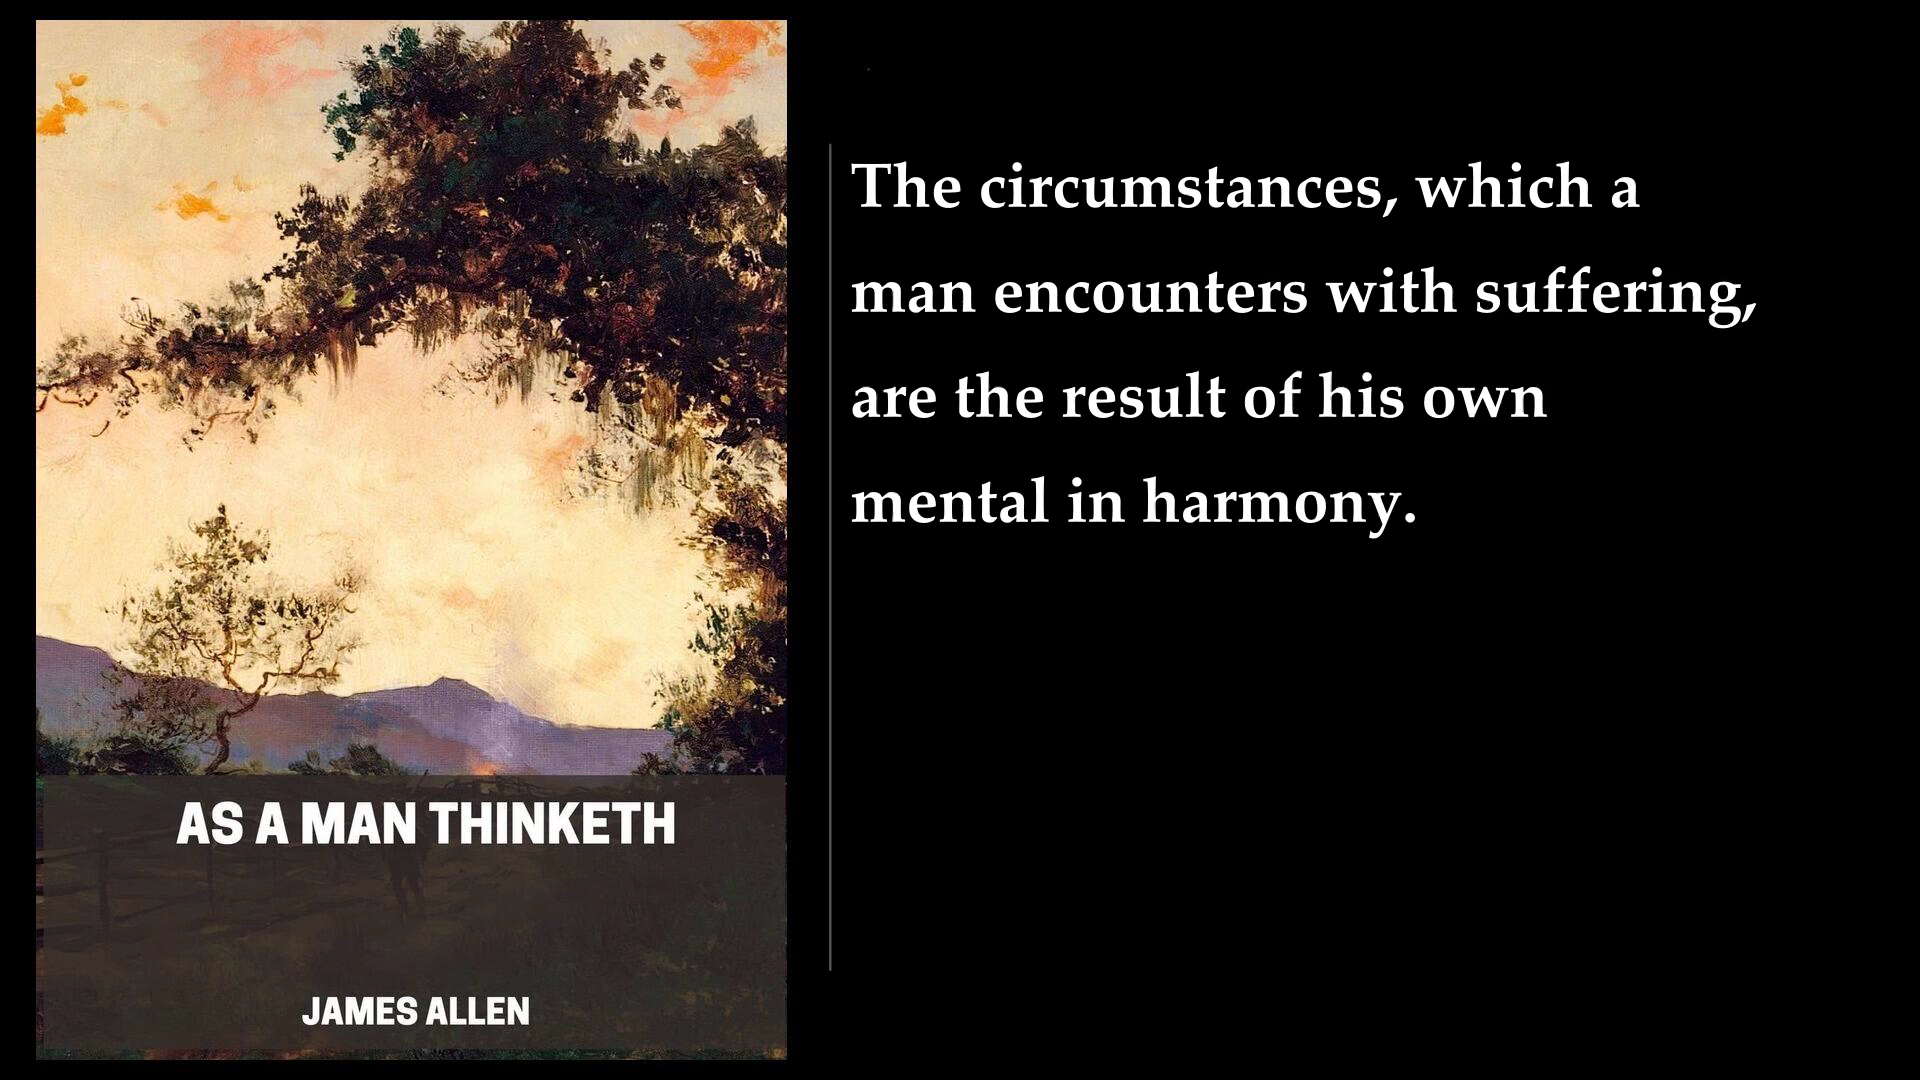 AS A MAN THINKETH
JAMES ALLEN
The circumstances, which a
man encounters with suffering,
are the result of his own
mental in harmony.